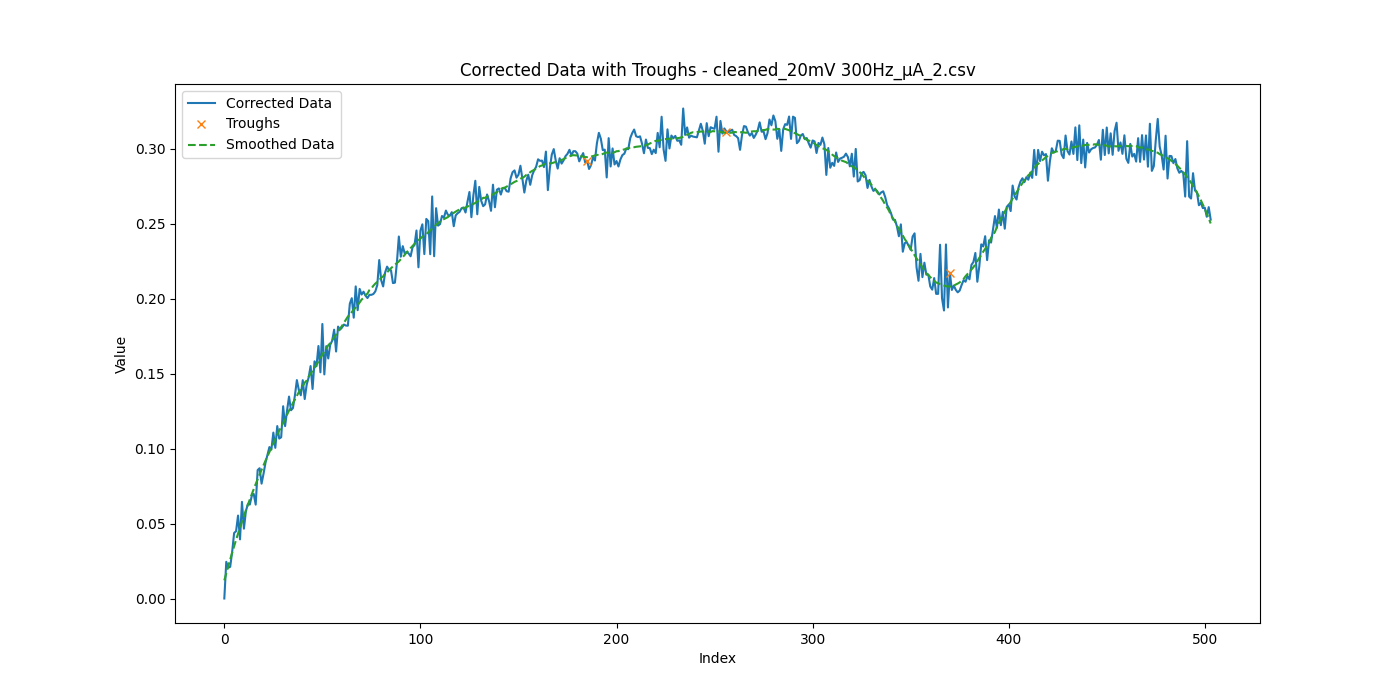 Corrected Data with Troughs - cleaned_20mV 300Hz_μA_2.csv
Corrected Data
Troughs
Smoothed Data
0.30
0.25
0.20
0.15
0.10
0.05
0.00
Value
0 100 200 300 400 500
Index